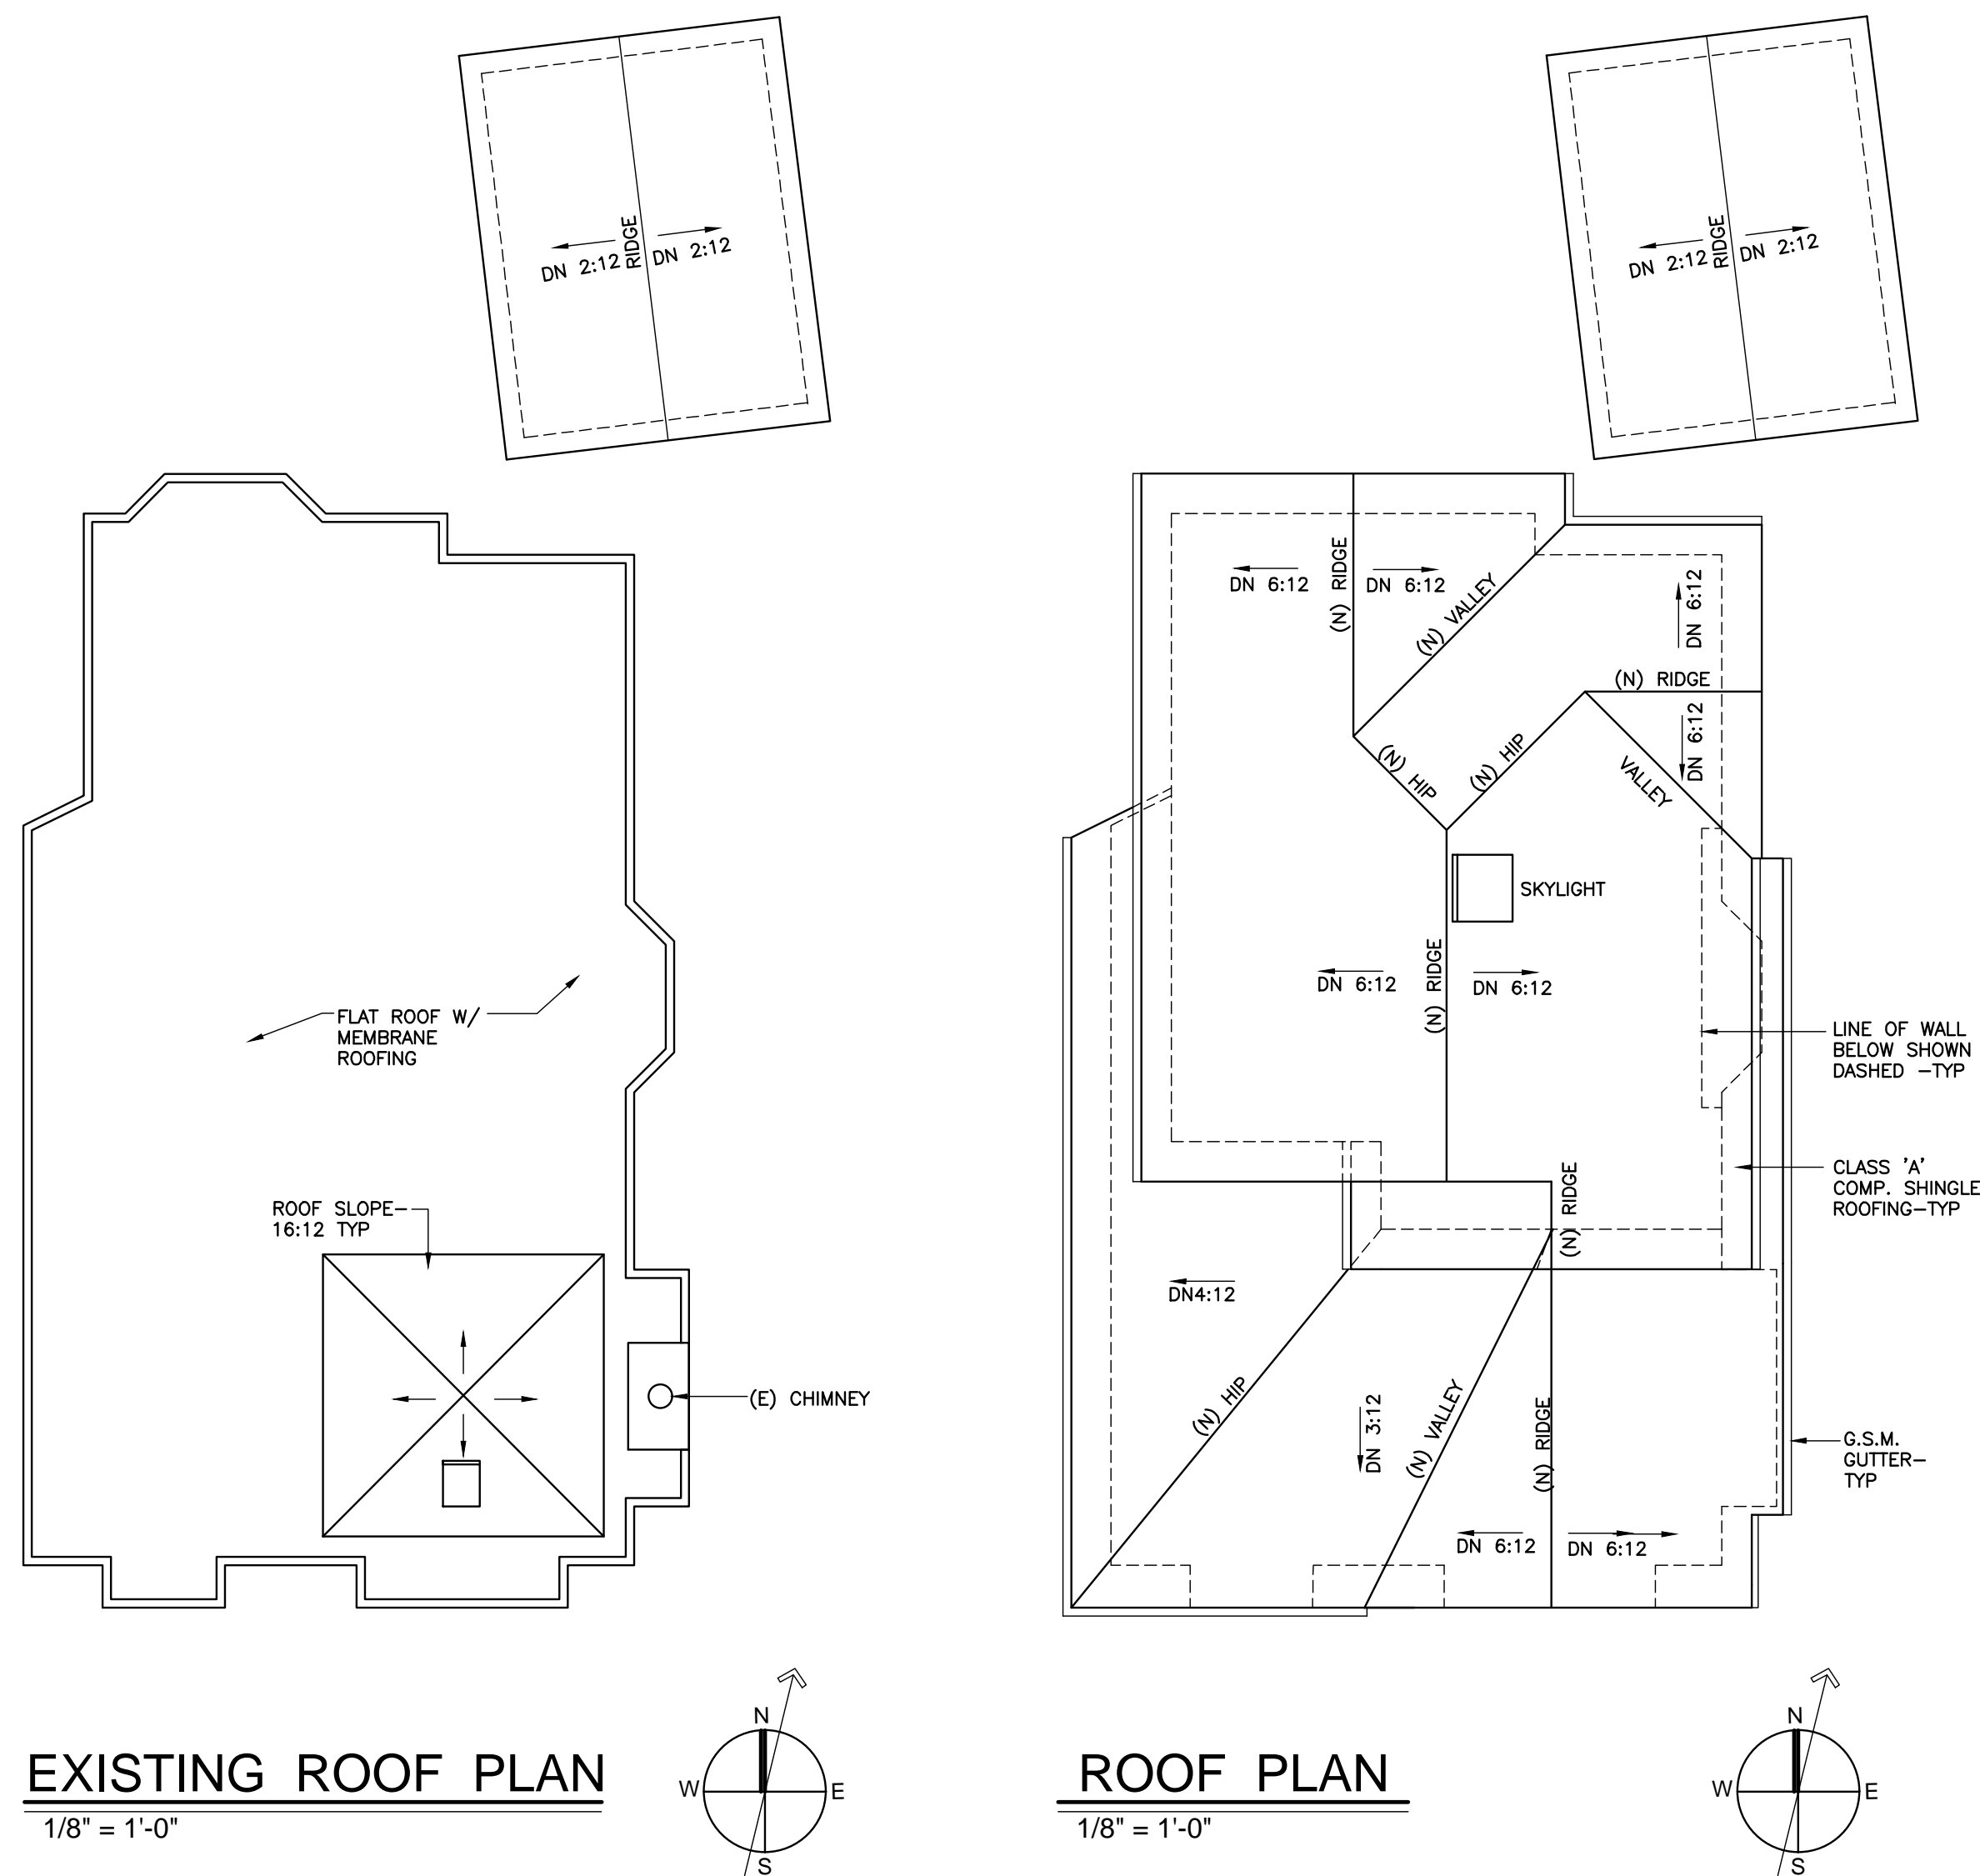 DN 2:12
RIDGE
DN 2:12
FLAT ROOF W/
MEMBRANE
ROOFING
ROOF SLOPE-
16:12 TYP
(E) CHIMNEY
EXISTING ROOF PLAN
1/8" = 1'-0"
N
W
E
S
DN 2:12
RIDGE
DN 2:12
DN 6:12
(N) RIDGE
DN 6:12
(N) VALLEY
DN 6:12
(N) RIDGE
DN 6:12
(N) HIP
(N) HIP
VALLEY
SKYLIGHT
DN 6:12
(N) RIDGE
DN 6:12
LINE OF WALL
BELOW SHOWN
DASHED -TYP
CLASS 'A'
COMP. SHINGLE
ROOFING-TYP
(N) RIDGE
DN4:12
(N) HIP
DN 3:12
(N) VALLEY
(N) RIDGE
G.S.M.
GUTTER-
TYP
DN 6:12
DN 6:12
ROOF PLAN
1/8" = 1'-0"
N
W
E
S